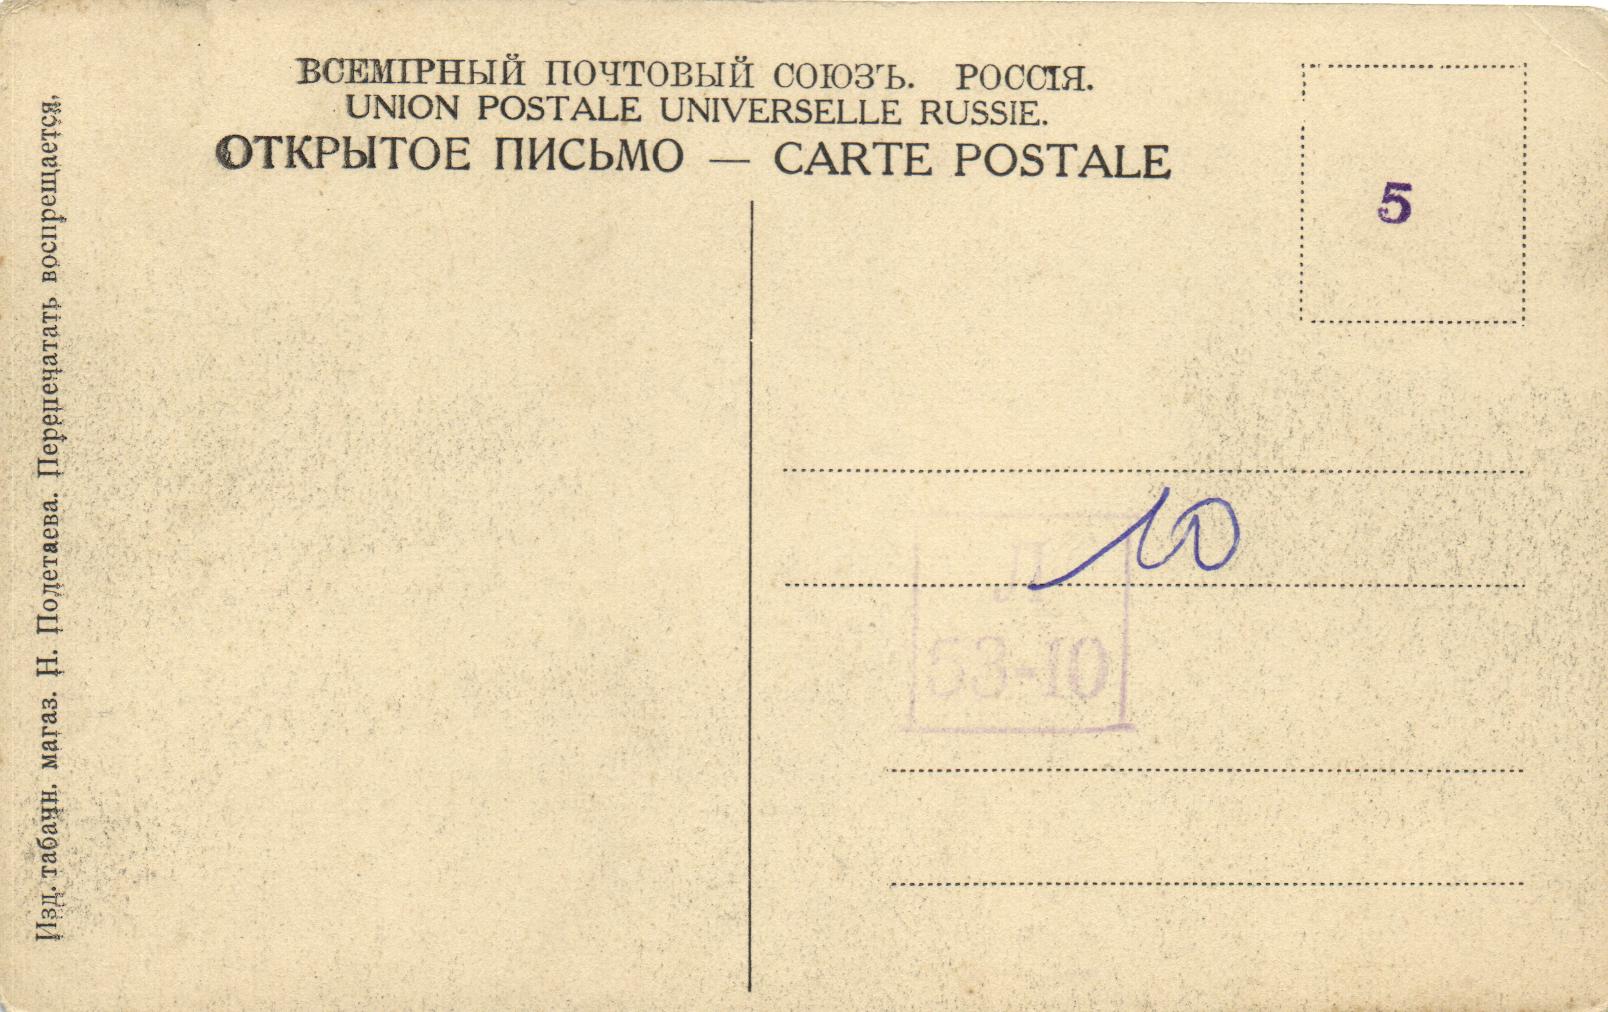 ВСЕМІРНЫЙ ПОЧТОВЫЙ СОЮЗЪ. РОССІЯ.
UNION POSTALE UNIVERSELLE RUSSIE.
ОТКРЫТОЕ ПИСЬМО — CARTE POSTALE
5
10
Л
53-10
Изд. табачн. магаз. Н. Полетаева. Перепечатать воспрещается.